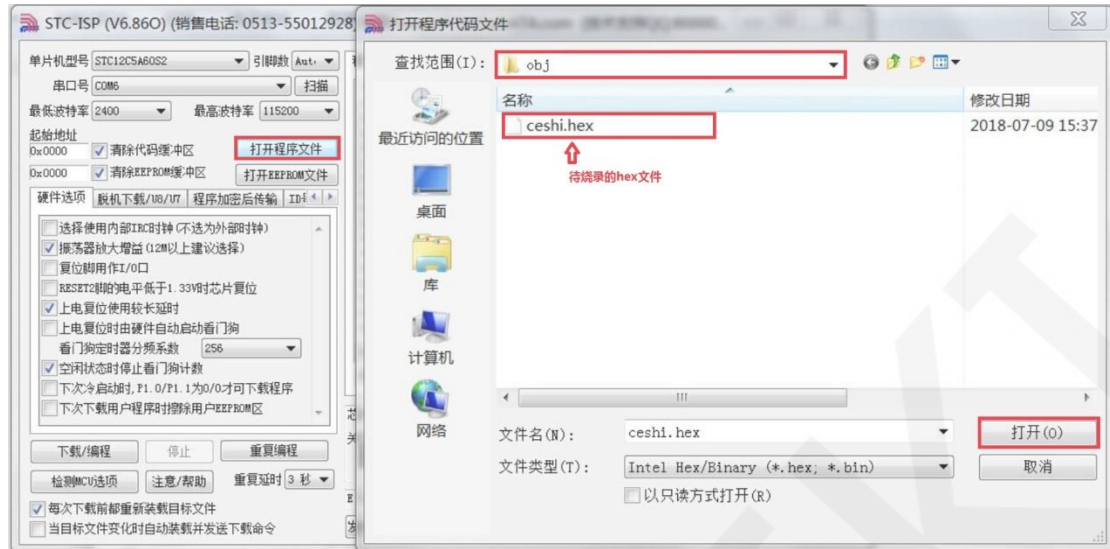 STC-ISP (V6.86O) (销售电话: 0513-55012928)
单片机型号 STC12C5A60S2 引脚数 Aut
串口号 COM6 扫描
最低波特率 2400 最高波特率 115200
起始地址
0x0000 清除代码缓冲区 打开程序文件
0x0000 清除EEPROM缓冲区 打开EEPROM文件
硬件选项 脱机下载/U8/U7 程序加密后传输
选择使用内部IRC时钟(不选为外部时钟)
振荡器放大增益(12M以上建议选择)
复位脚用作I/O口
RESET2脚的电平低于1.33V时芯片复位
上电复位使用较长延时
上电复位时由硬件自动启动看门狗
看门狗定时器分频系数 256
空闲状态时停止看门狗计数
下次冷启动时,P1.0/P1.1为0/0才可下载程序
下次下载用户程序时擦除用户EEPROM区
下载/编程 停止 重复编程
检测MCU选项 注意/帮助 重复延时 3 秒
每次下载前都重新装载目标文件
当目标文件变化时自动装载并发送下载命令
打开程序代码文件
查找范围(I): obj
最近访问的位置
桌面
库
计算机
网络
名称 修改日期
ceshi.hex 2018-07-09 15:37
待烧录的hex文件
文件名(N): ceshi.hex 打开(O)
文件类型(T): Intel Hex/Binary (*.hex; *.bin) 取消
以只读方式打开(R)